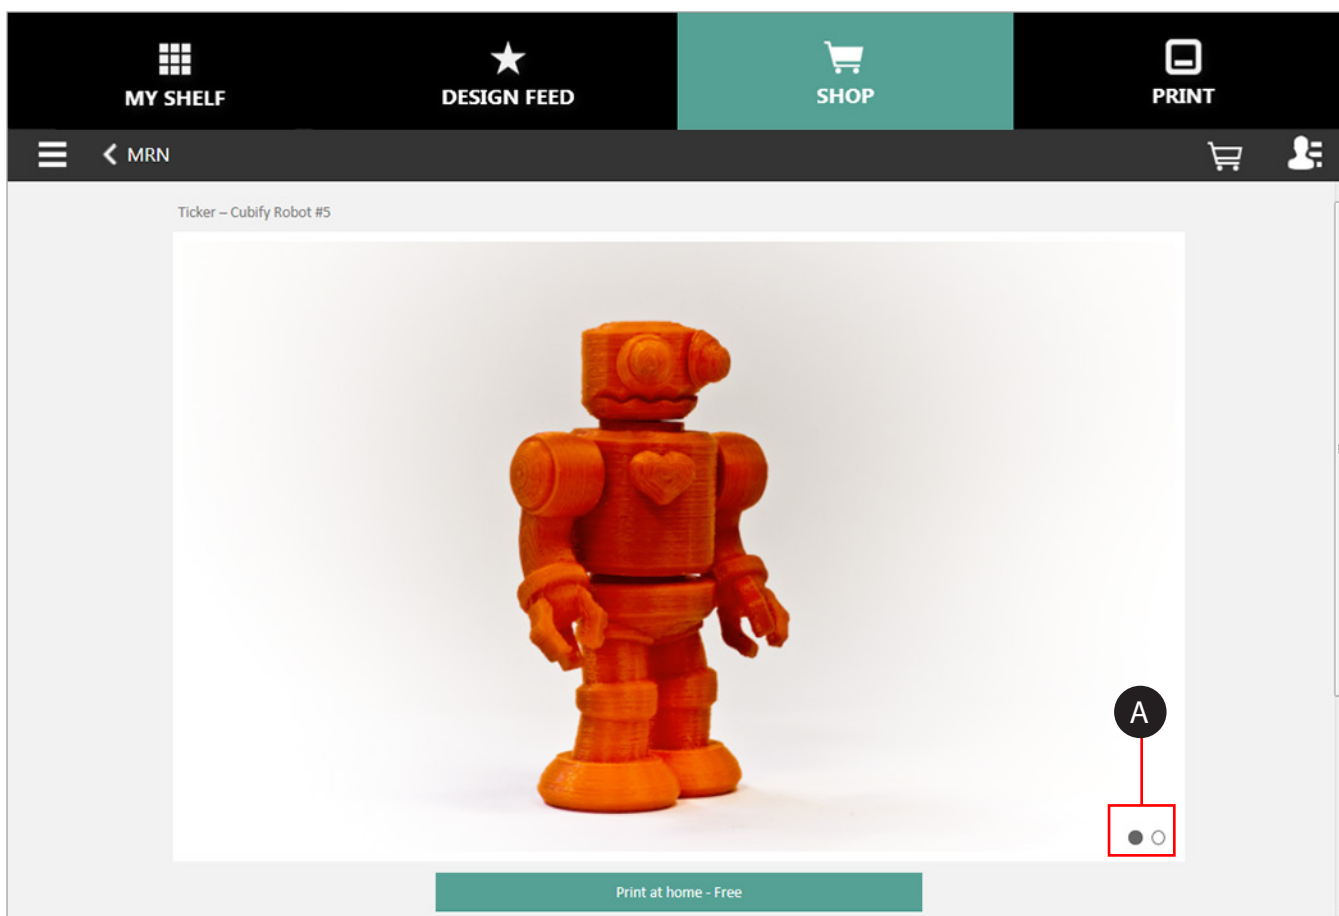 MY SHELF
DESIGN FEED
SHOP
PRINT
MRN
Ticker – Cubify Robot #5
A
Print at home - Free